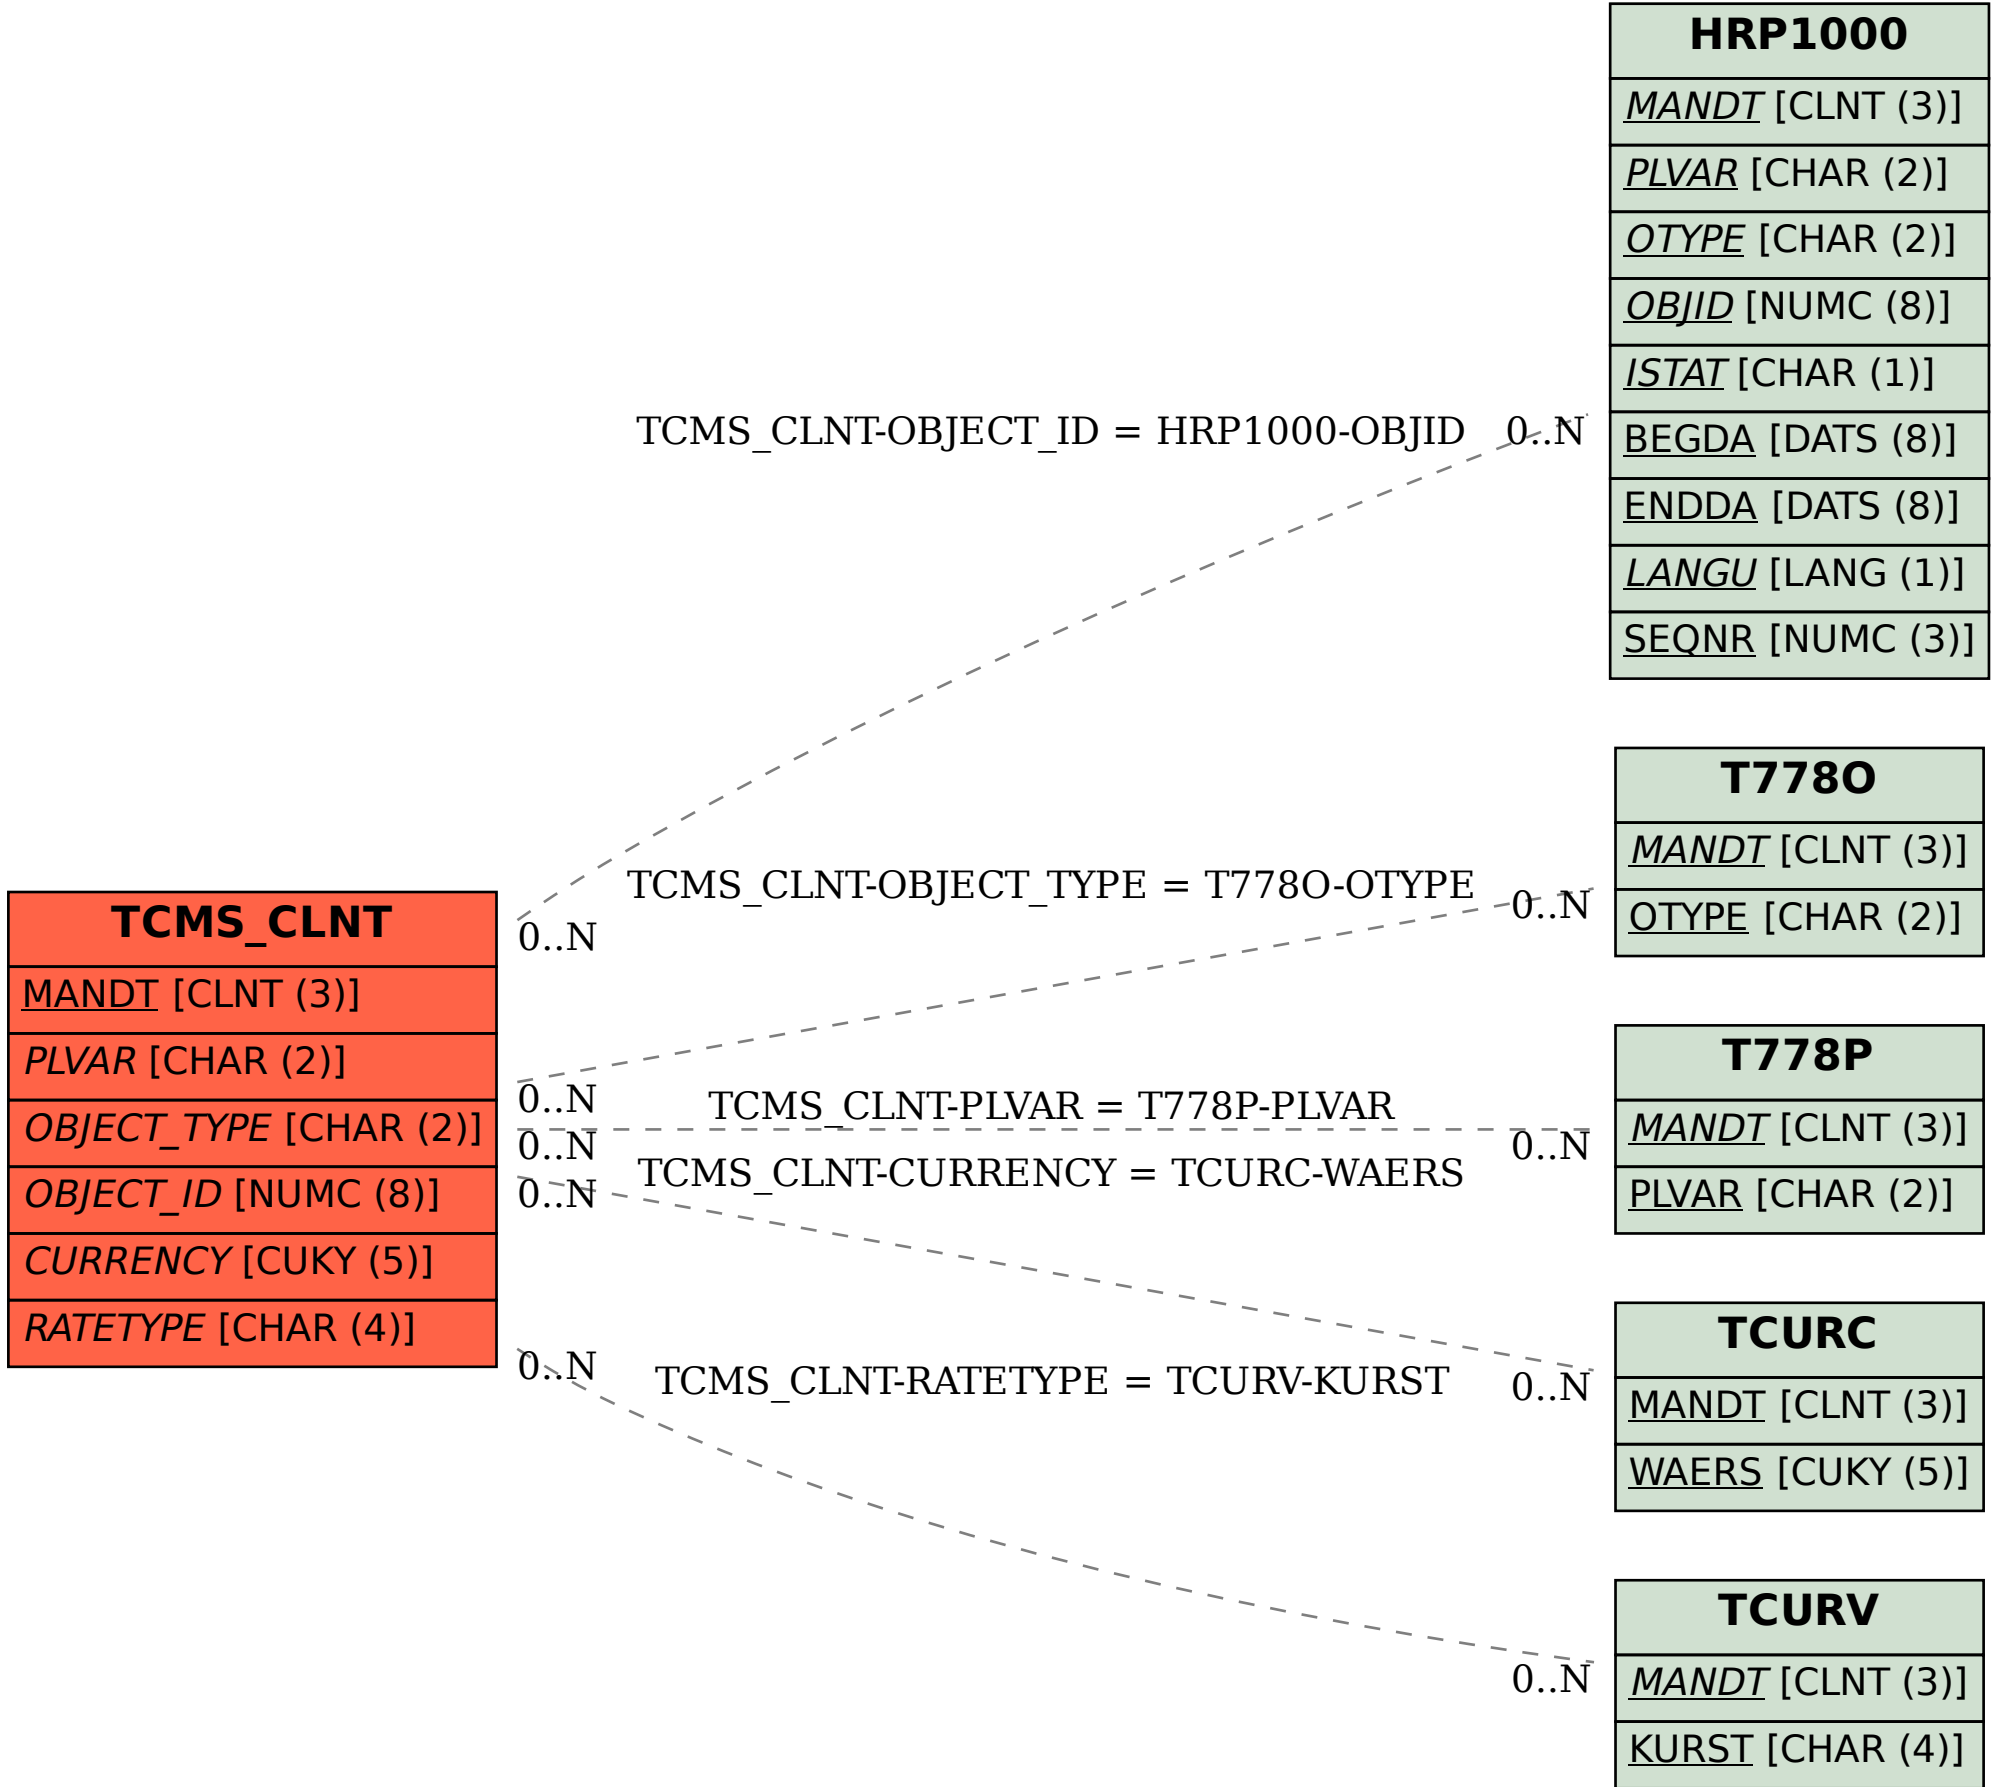 HRP1000
MANDT [CLNT (3)]
PLVAR [CHAR (2)]
OTYPE [CHAR (2)]
OBJID [NUMC (8)]
ISTAT [CHAR (1)]
BEGDA [DATS (8)]
ENDDA [DATS (8)]
LANGU [LANG (1)]
SEQNR [NUMC (3)]
TCMS_CLNT-OBJECT_ID = HRP1000-OBJID
0..N
0..N
T778O
MANDT [CLNT (3)]
OTYPE [CHAR (2)]
TCMS_CLNT-OBJECT_TYPE = T778O-OTYPE
0..N
0..N
TCMS_CLNT
MANDT [CLNT (3)]
PLVAR [CHAR (2)]
OBJECT_TYPE [CHAR (2)]
OBJECT_ID [NUMC (8)]
CURRENCY [CUKY (5)]
RATETYPE [CHAR (4)]
TCMS_CLNT-PLVAR = T778P-PLVAR
0..N
0..N
T778P
MANDT [CLNT (3)]
PLVAR [CHAR (2)]
TCMS_CLNT-CURRENCY = TCURC-WAERS
0..N
0..N
TCURC
MANDT [CLNT (3)]
WAERS [CUKY (5)]
TCMS_CLNT-RATETYPE = TCURV-KURST
0..N
0..N
TCURV
MANDT [CLNT (3)]
KURST [CHAR (4)]